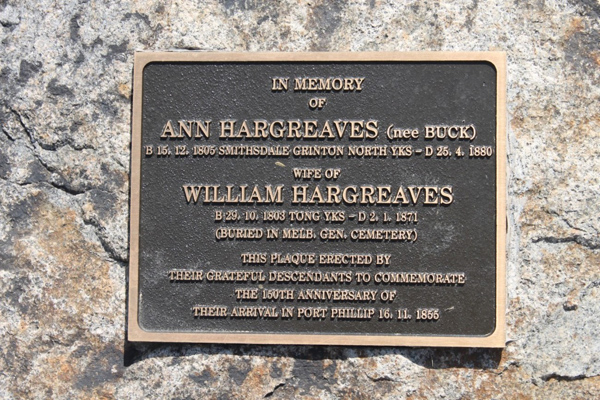 IN MEMORY
OF
ANN HARGREAVES (nee BUCK)
B 15. 12. 1805 SMITHSDALE GRINTON NORTH YKS - D 25. 4. 1880
WIFE OF
WILLIAM HARGREAVES
B 29. 10. 1803 TONG YKS - D 2. 1. 1871
(BURIED IN MELB. GEN. CEMETERY)
THIS PLAQUE ERECTED BY
THEIR GRATEFUL DESCENDANTS TO COMMEMORATE
THE 150TH ANNIVERSARY OF
THEIR ARRIVAL IN PORT PHILLIP 16. 11. 1855